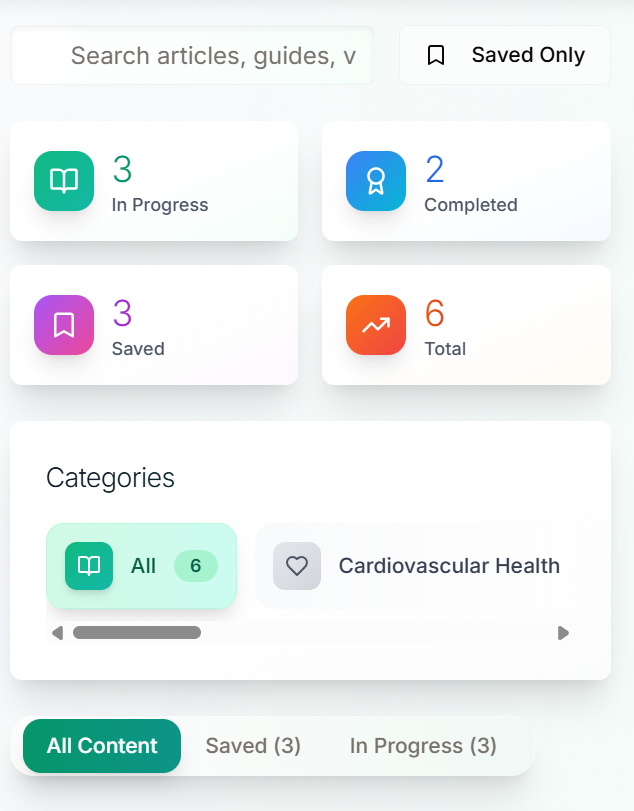 Search articles, guides, v
Saved Only
3
In Progress
2
Completed
3
Saved
6
Total
Categories
All 6
Cardiovascular Health
All Content
Saved (3)
In Progress (3)